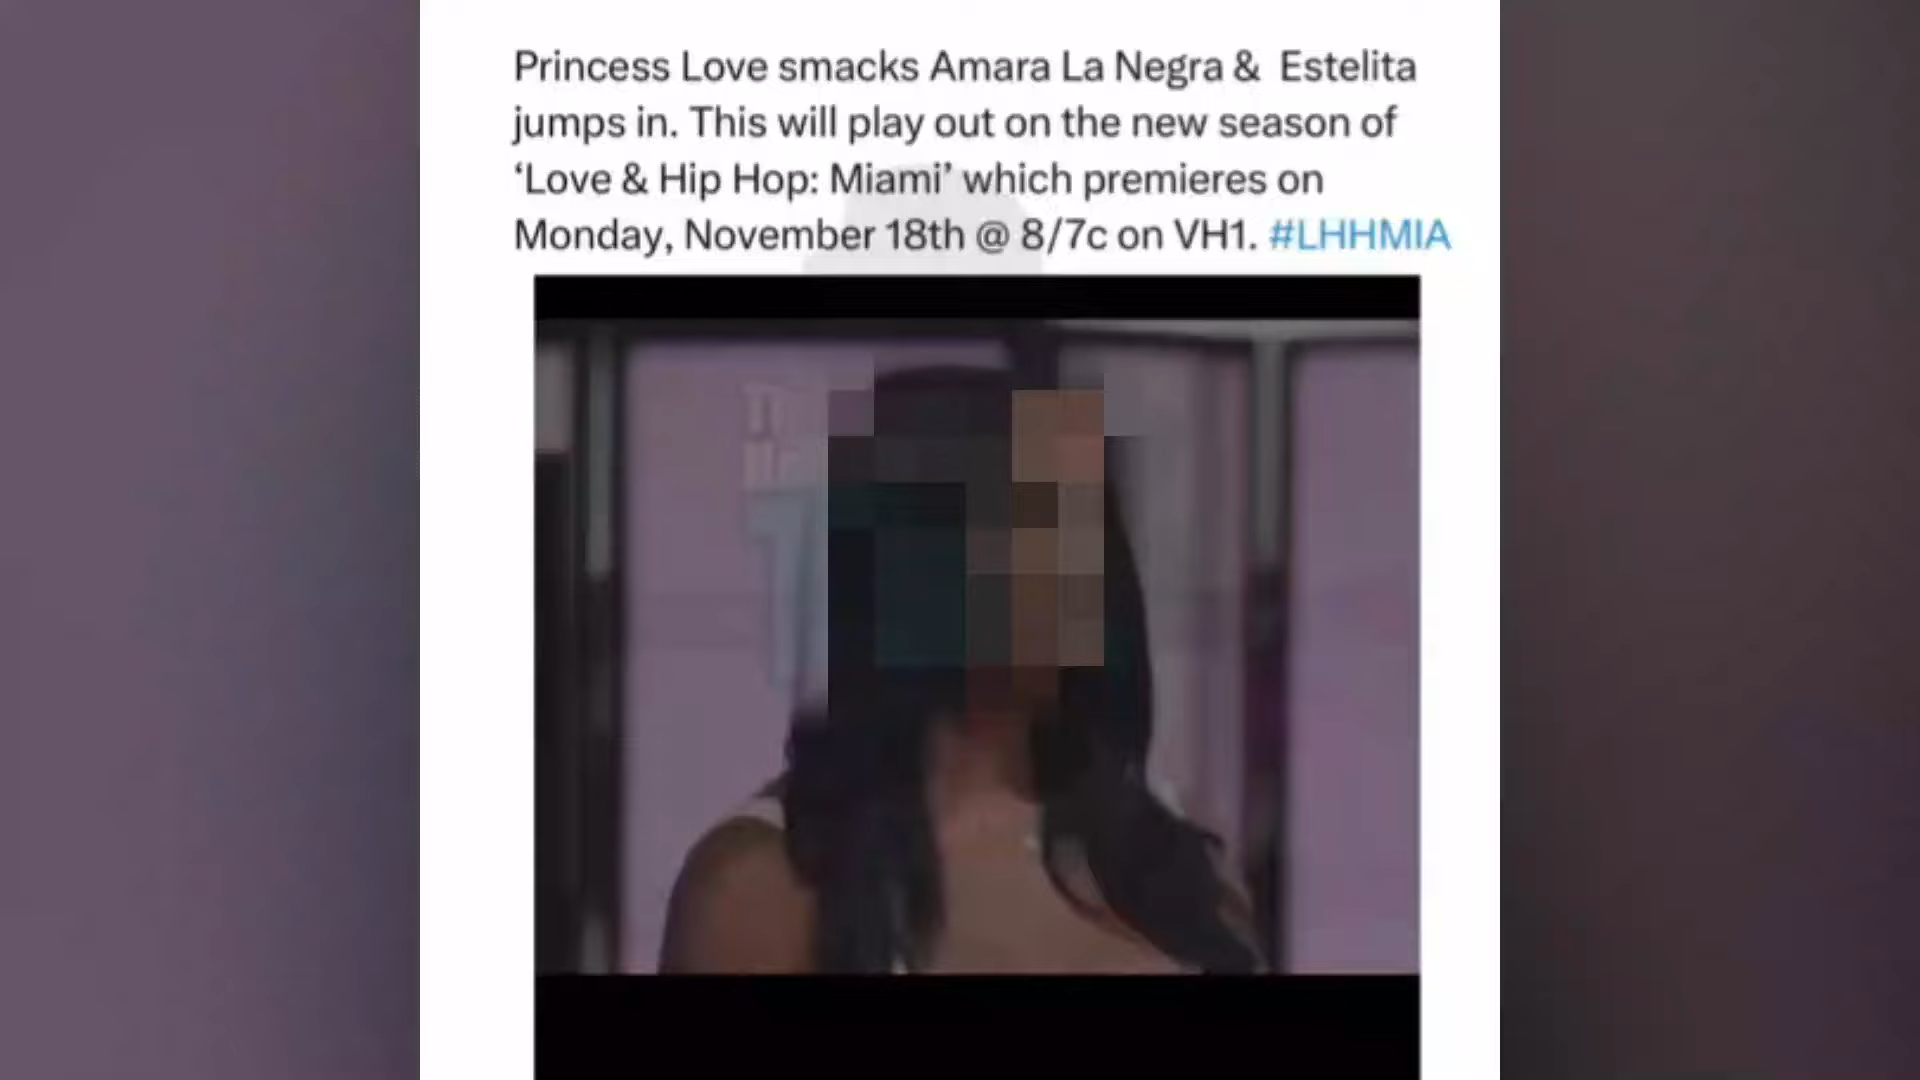 Princess Love smacks Amara La Negra & Estelita
jumps in. This will play out on the new season of
‘Love & Hip Hop: Miami’ which premieres on
Monday, November 18th @ 8/7c on VH1. #LHHMIA